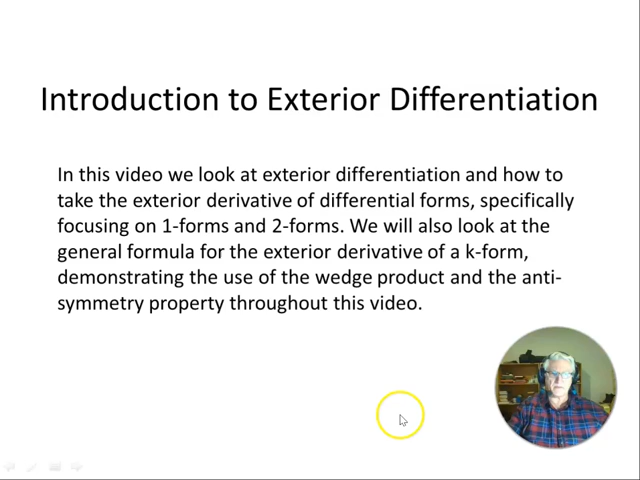 Introduction to Exterior Differentiation
In this video we look at exterior differentiation and how to
take the exterior derivative of differential forms, specifically
focusing on 1-forms and 2-forms. We will also look at the
general formula for the exterior derivative of a k-form,
demonstrating the use of the wedge product and the anti-
symmetry property throughout this video.